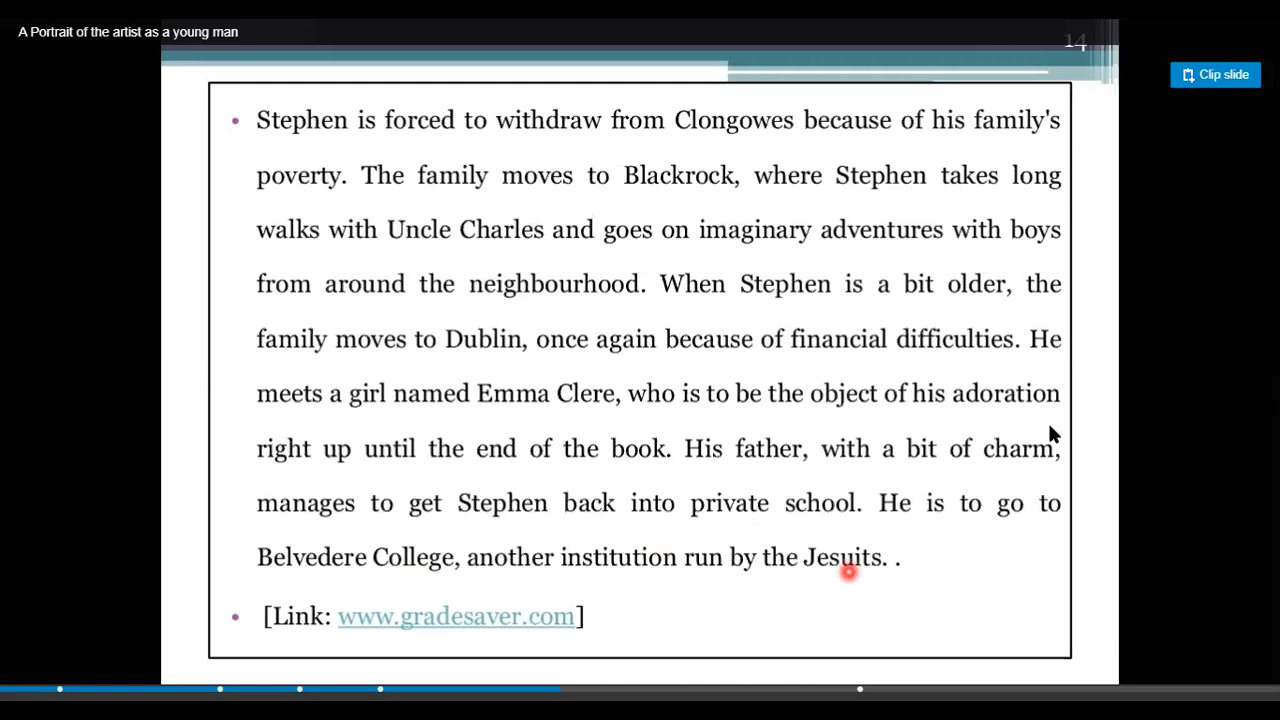 A Portrait of the artist as a young man
14
Clip slide
• Stephen is forced to withdraw from Clongowes because of his family's
poverty. The family moves to Blackrock, where Stephen takes long
walks with Uncle Charles and goes on imaginary adventures with boys
from around the neighbourhood. When Stephen is a bit older, the
family moves to Dublin, once again because of financial difficulties. He
meets a girl named Emma Clere, who is to be the object of his adoration
right up until the end of the book. His father, with a bit of charm,
manages to get Stephen back into private school. He is to go to
Belvedere College, another institution run by the Jesuits. .
• [Link: www.gradesaver.com]